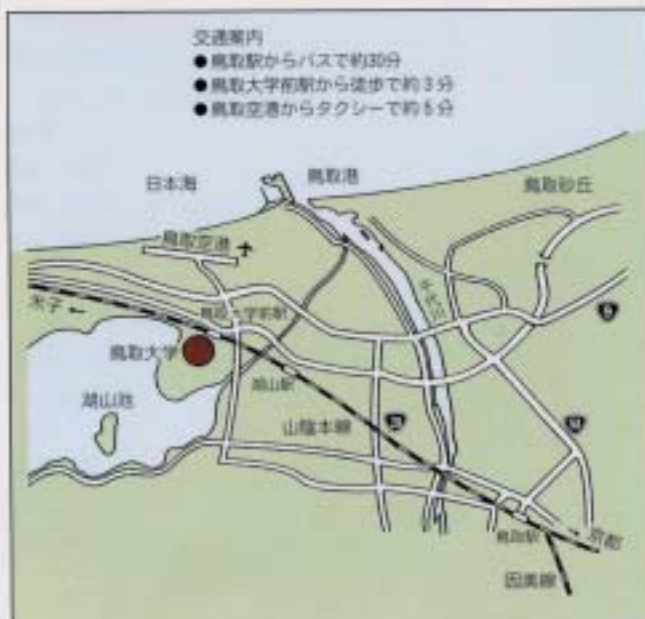 交通案内
●鳥取駅からバスで約30分
●鳥取大学前駅から徒歩で約3分
●鳥取空港からタクシーで約5分
日本海
鳥取港
鳥取砂丘
鳥取空港
千代川
米子 ←
鳥取大学前駅
9
鳥取大学
湖山池
湖山駅
山陰本線
29
53
鳥取駅
→ 京都
因美線